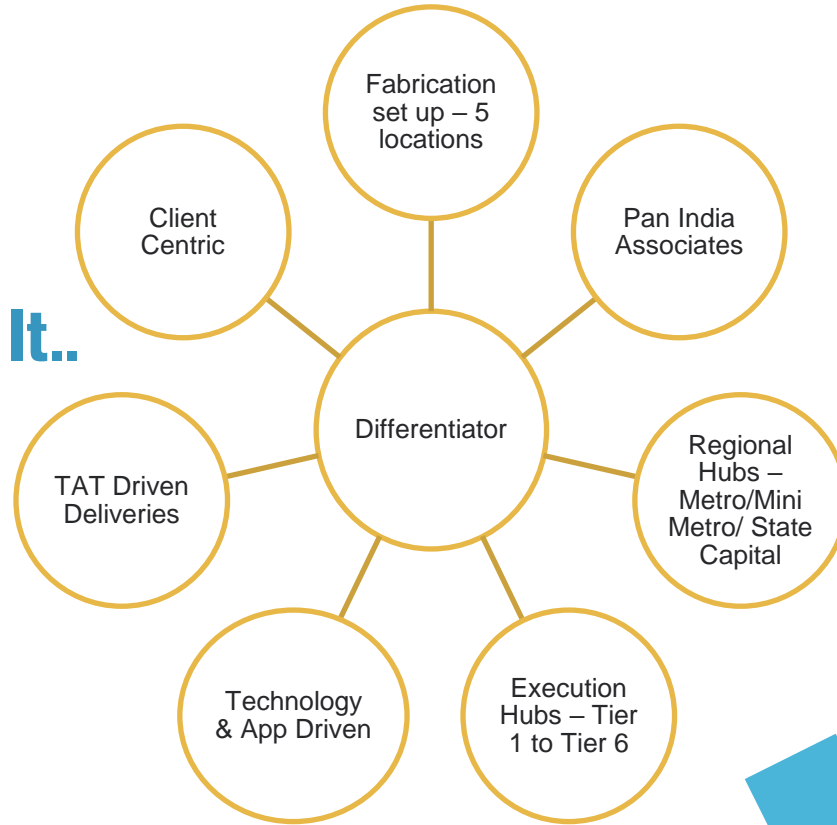 Fabrication
set up – 5
locations
Client
Centric
Pan India
Associates
It..
Differentiator
TAT Driven
Deliveries
Regional
Hubs –
Metro/Mini
Metro/ State
Capital
Technology
& App Driven
Execution
Hubs – Tier
1 to Tier 6